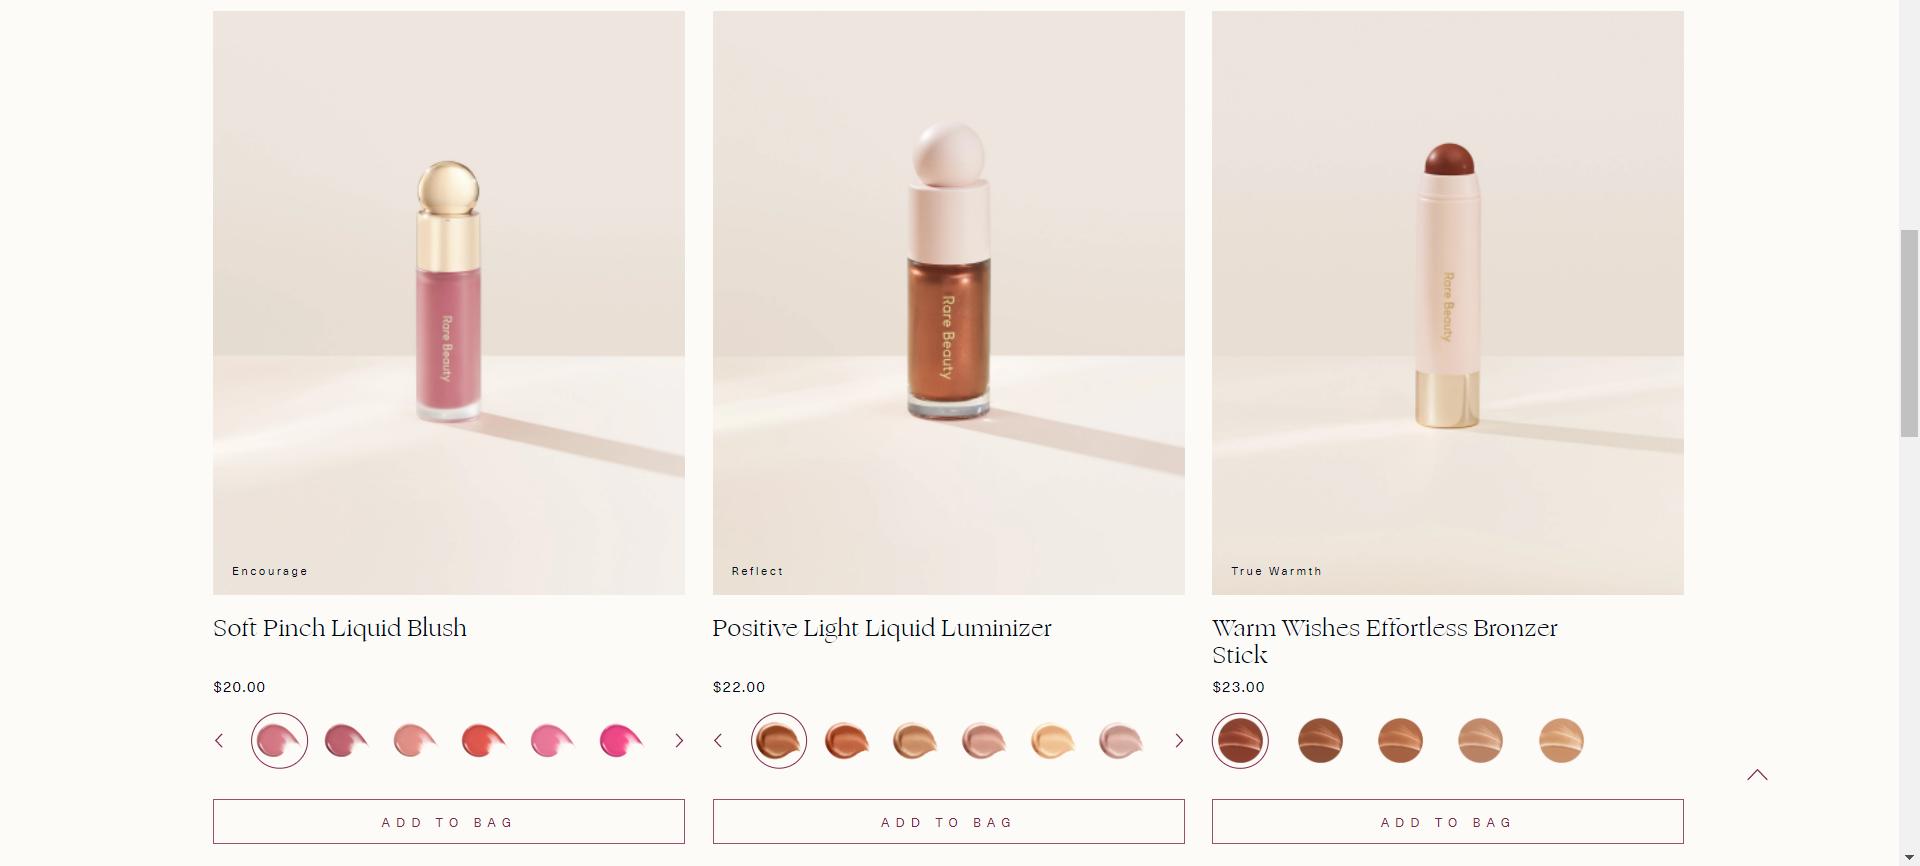 Rare Beauty
Encourage
Soft Pinch Liquid Blush
$20.00
ADD TO BAG
Rare Beauty
Reflect
Positive Light Liquid Luminizer
$22.00
ADD TO BAG
Rare Beauty
True Warmth
Warm Wishes Effortless Bronzer
Stick
$23.00
ADD TO BAG